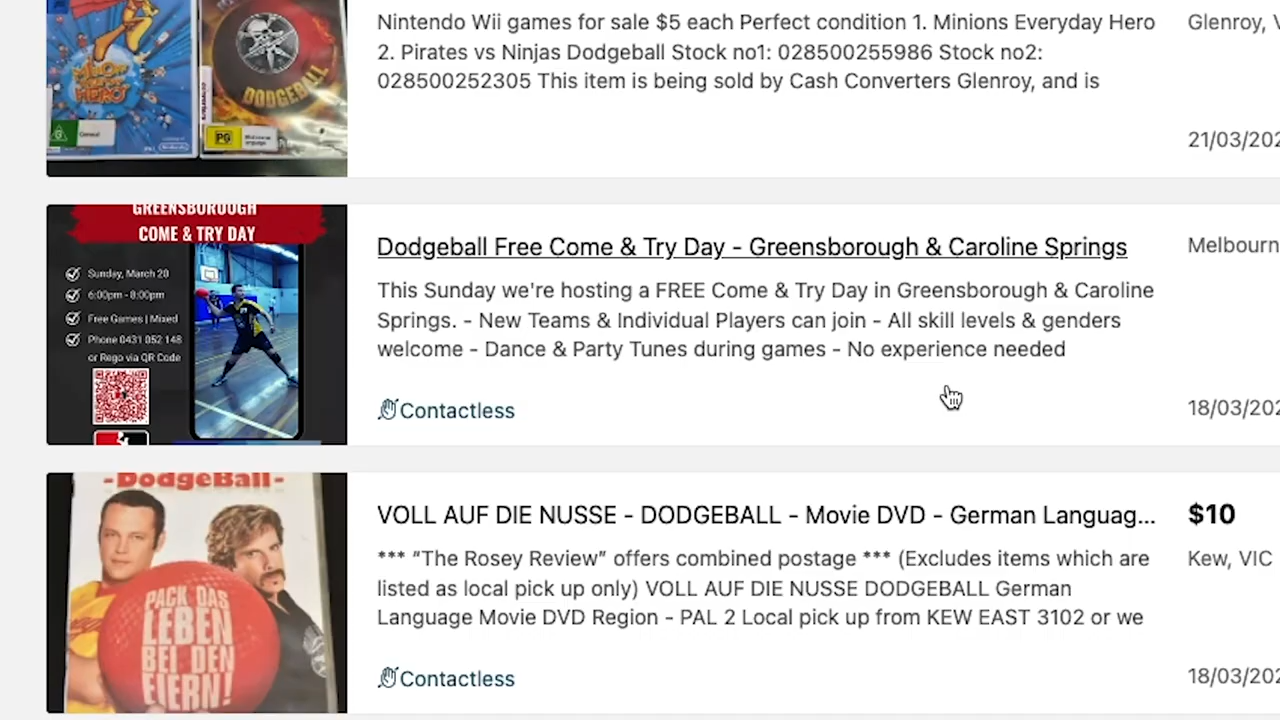 Nintendo Wii games for sale $5 each Perfect condition 1. Minions Everyday Hero
Glenroy, V
2. Pirates vs Ninjas Dodgeball Stock no1: 028500255986 Stock no2:
028500252305 This item is being sold by Cash Converters Glenroy, and is
21/03/202
HERO
DODGEBALL
G
General
PG
Nintendo
GREENSBOROUGH
COME & TRY DAY
Sunday, March 20
6:00pm - 8:00pm
Free Games | Mixed
Phone 0431 052 148
or Rego via QR Code
Dodgeball Free Come & Try Day - Greensborough & Caroline Springs
Melbourn
This Sunday we're hosting a FREE Come & Try Day in Greensborough & Caroline
Springs. - New Teams & Individual Players can join - All skill levels & genders
welcome - Dance & Party Tunes during games - No experience needed
Contactless
18/03/202
-DodgeBall-
PACK DAS
LEBEN
BEI DEN
EIERN!
VOLL AUF DIE NUSSE - DODGEBALL - Movie DVD - German Languag...
$10
*** “The Rosey Review” offers combined postage *** (Excludes items which are
Kew, VIC
listed as local pick up only) VOLL AUF DIE NUSSE DODGEBALL German
Language Movie DVD Region - PAL 2 Local pick up from KEW EAST 3102 or we
Contactless
18/03/202